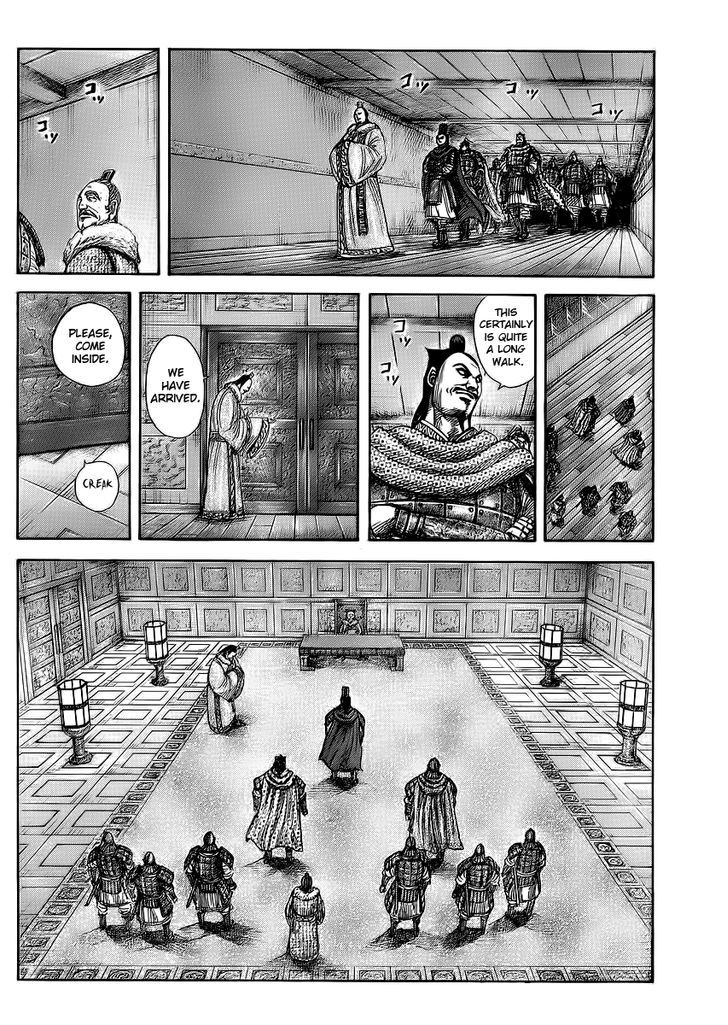 コッ
コッ
コッ
コッ
コッ
THIS
CERTAINLY
IS QUITE
A LONG
WALK.
コッ
コッ
WE
HAVE
ARRIVED.
PLEASE,
COME
INSIDE.
CREAK